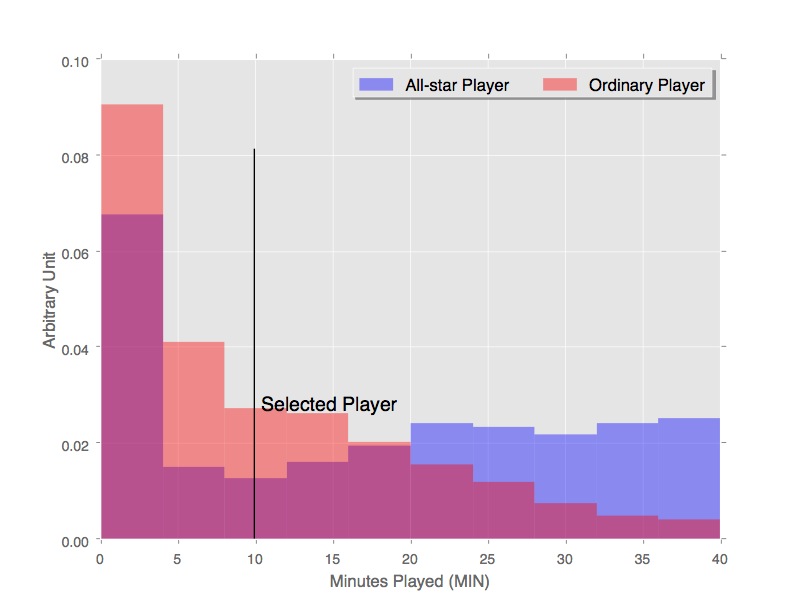 All-star Player Ordinary Player
0.10
0.08
0.06
0.04
0.02
0.00
Arbitrary Unit
Selected Player
0 5 10 15 20 25 30 35 40
Minutes Played (MIN)